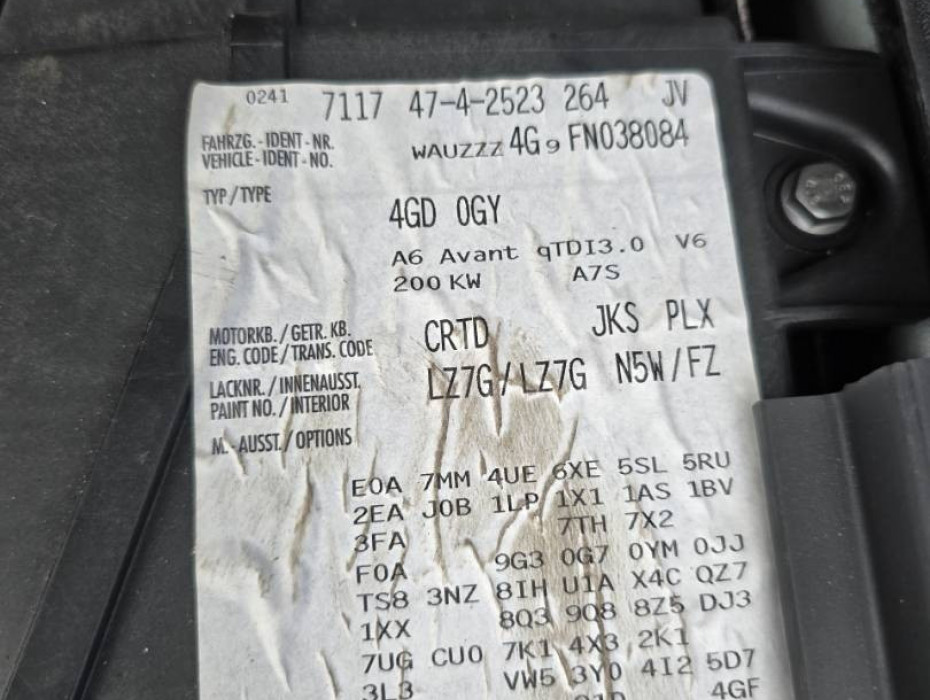 0241 7117 47-4-2523 264 JV
FAHRZG.-IDENT-NR.
VEHICLE-IDENT-NO. WAUZZZ4G9FN038084
TYP/TYPE
4GD 0GY
A6 Avant qTDI3.0 V6
200 KW A7S
MOTORKB./GETR.KB.
ENG. CODE/TRANS. CODE CRTD JKS PLX
LACKNR./INNENAUSST.
PAINT NO./INTERIOR LZ7G/LZ7G N5W/FZ
M.-AUSST./OPTIONS
E0A 7MM 4UE 6XE 5SL 5RU
2EA J0B 1LP 1X1 1AS 1BV
3FA 7TH 7X2
F0A 9G3 0G7 0YM 0JJ
TS8 3NZ 8IH U1A X4C QZ7
1XX 8Q3 9Q8 8Z5 DJ3
7UG CU0 7K1 4X3 2K1
3L3 VW5 3Y0 4I2 5D7
4GF